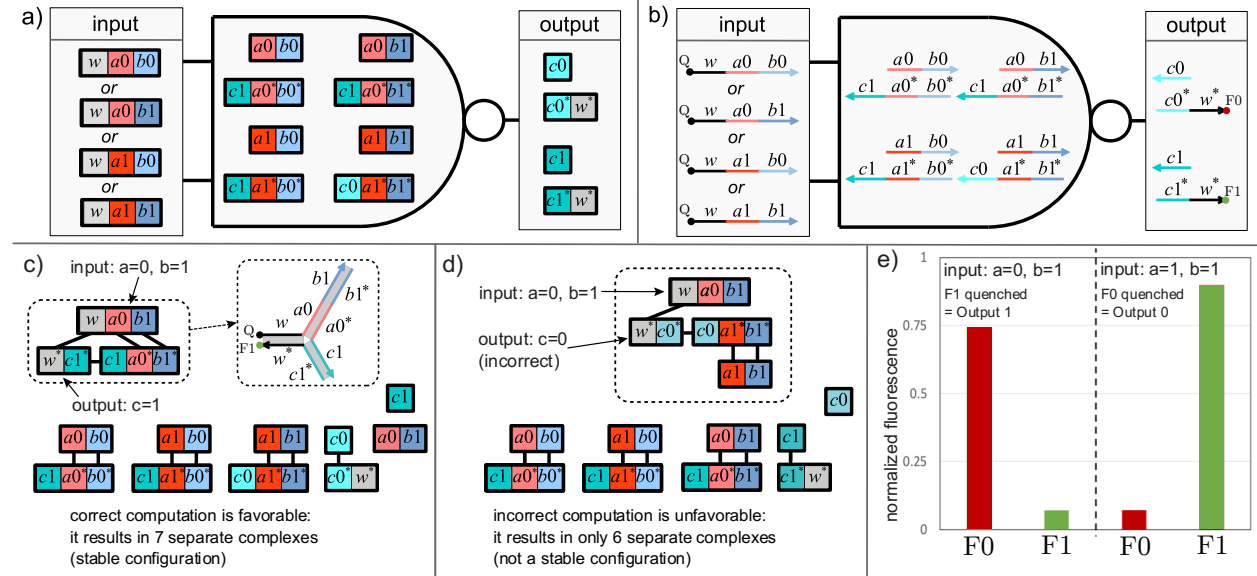 a)
input
output
w a0 b0
or
w a0 b1
or
w a1 b0
or
w a1 b1
a0 b0
a0 b1
c1 a0* b0*
c1 a0* b1*
a1 b0
a1 b1
c1 a1* b0*
c0 a1* b1*
c0
c0* w*
c1
c1* w*
b)
input
output
Q w a0 b0
or
Q w a0 b1
or
Q w a1 b0
or
Q w a1 b1
a0 b0
a0 b1
c1 a0* b0*
c1 a0* b1*
a1 b0
a1 b1
c1 a1* b0*
c0 a1* b1*
c0
c0* w* F0
c1
c1* w* F1
c)
input: a=0, b=1
w a0 b1
w* c1* c1 a0* b1*
output: c=1
b1
b1*
a0
a0*
w
Q
F1
w*
c1
c1*
c1
a0 b0
a1 b0
a1 b1
c0
a0 b1
c1 a0* b0*
c1 a1* b0*
c0 a1* b1*
c0* w*
correct computation is favorable:
it results in 7 separate complexes
(stable configuration)
d)
input: a=0, b=1
w a0 b1
output: c=0
(incorrect)
w* c0* c0 a1* b1*
a1 b1
c0
a0 b0
a1 b0
a0 b1
c1
c1 a0* b0*
c1 a1* b0*
c1 a0* b1*
c1* w*
incorrect computation is unfavorable:
it results in only 6 separate complexes
(not a stable configuration)
e)
normalized fluorescence
1
0.75
0.5
0.25
0
input: a=0, b=1
F1 quenched
= Output 1
input: a=1, b=1
F0 quenched
= Output 0
F0
F1
F0
F1